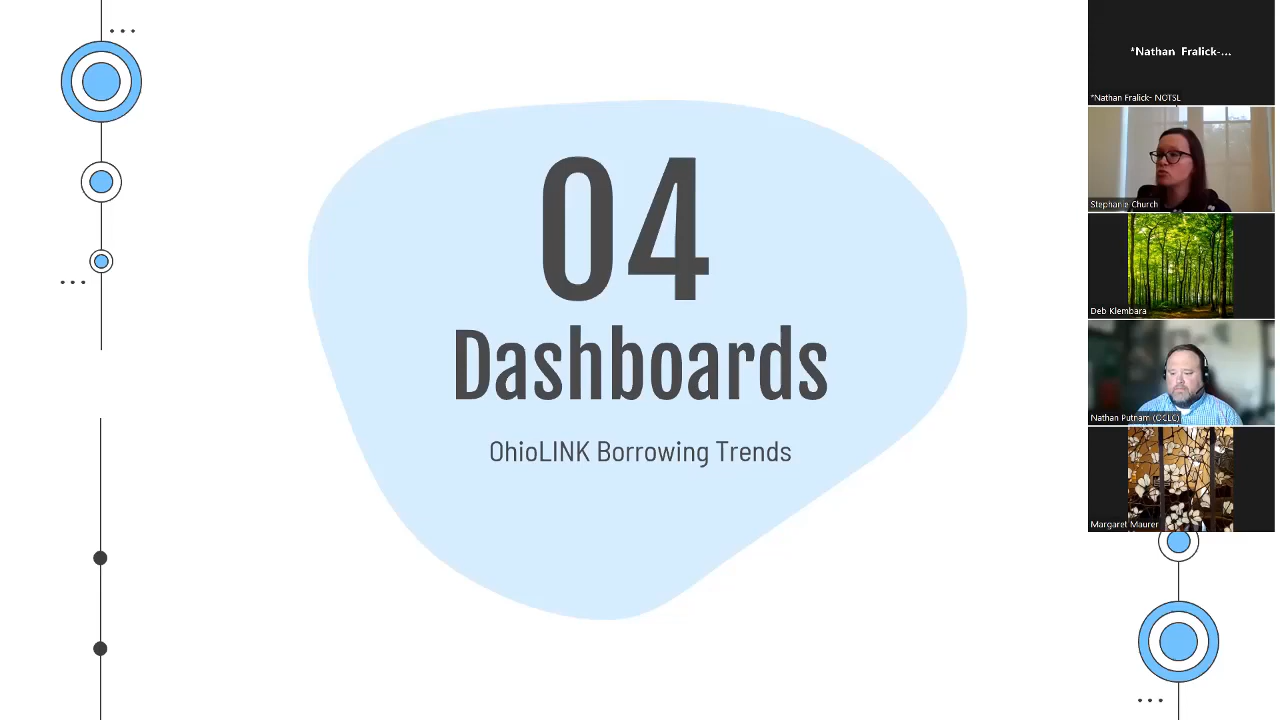 04
Dashboards
OhioLINK Borrowing Trends
*Nathan Fralick-...
*Nathan Fralick- NOTSL
Stephanie Church
Deb Klembara
Nathan Putnam (OCLC)
Margaret Maurer